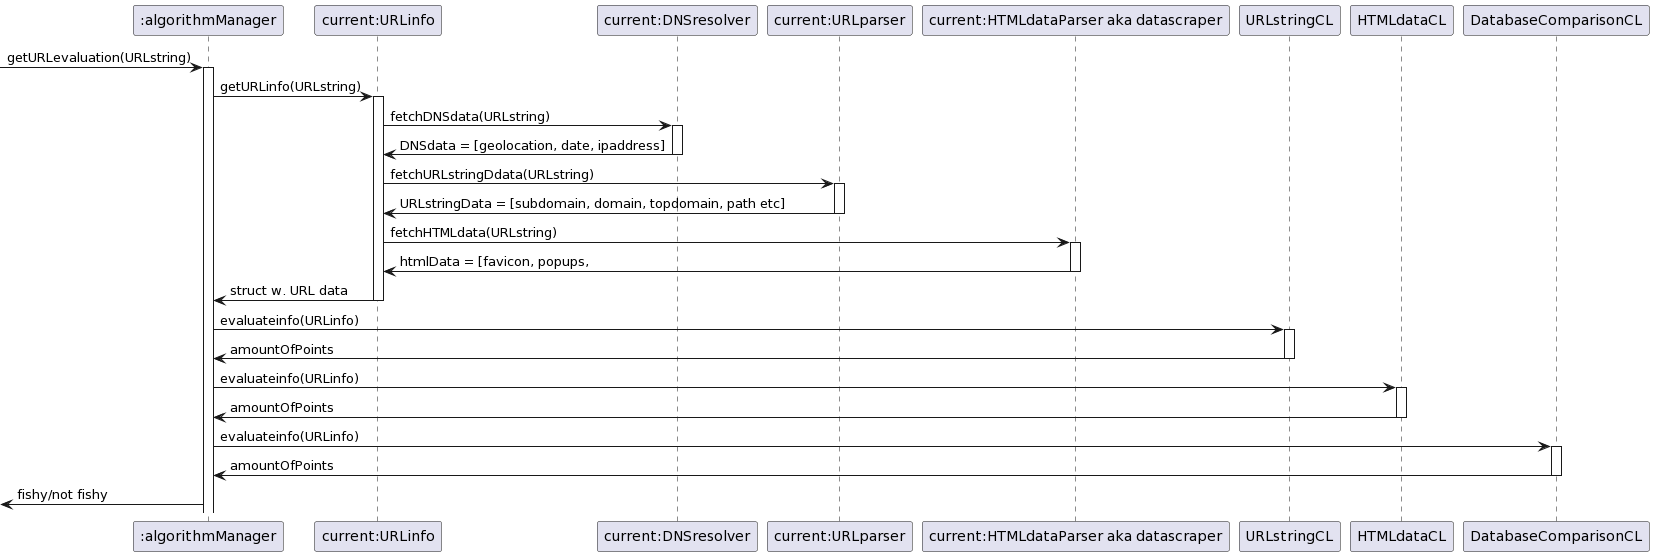 :algorithmManager current:URLinfo current:DNSresolver current:URLparser current:HTMLdataParser aka datascraper URLstringCL HTMLdataCL DatabaseComparisonCL
getURLevaluation(URLstring)
getURLinfo(URLstring)
fetchDNSdata(URLstring)
DNSdata = [geolocation, date, ipaddress]
fetchURLstringDdata(URLstring)
URLstringData = [subdomain, domain, topdomain, path etc]
fetchHTMLdata(URLstring)
htmlData = [favicon, popups,
struct w. URL data
evaluateinfo(URLinfo)
amountOfPoints
evaluateinfo(URLinfo)
amountOfPoints
evaluateinfo(URLinfo)
amountOfPoints
fishy/not fishy
:algorithmManager current:URLinfo current:DNSresolver current:URLparser current:HTMLdataParser aka datascraper URLstringCL HTMLdataCL DatabaseComparisonCL